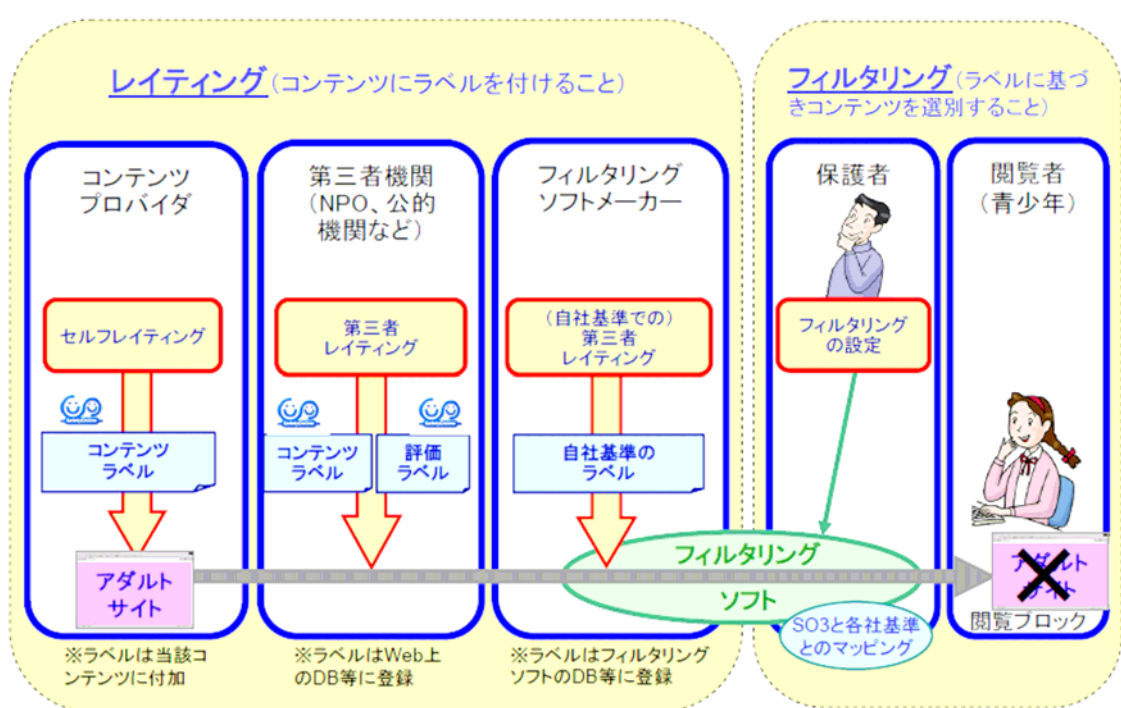 レイティング(コンテンツにラベルを付けること)
フィルタリング(ラベルに基づ
きコンテンツを選別すること)
コンテンツ
プロバイダ
第三者機関
(NPO、公的
機関など)
フィルタリング
ソフトメーカー
保護者
閲覧者
(青少年)
セルフレイティング
第三者
レイティング
(自社基準での)
第三者
レイティング
フィルタリング
の設定
コンテンツ
ラベル
コンテンツ
ラベル
評価
ラベル
自社基準の
ラベル
アダルト
サイト
フィルタリング
ソフト
SO3と各社基準
とのマッピング
アダルト
サイト
閲覧ブロック
※ラベルは当該コ
ンテンツに付加
※ラベルはWeb上
のDB等に登録
※ラベルはフィルタリング
ソフトのDB等に登録